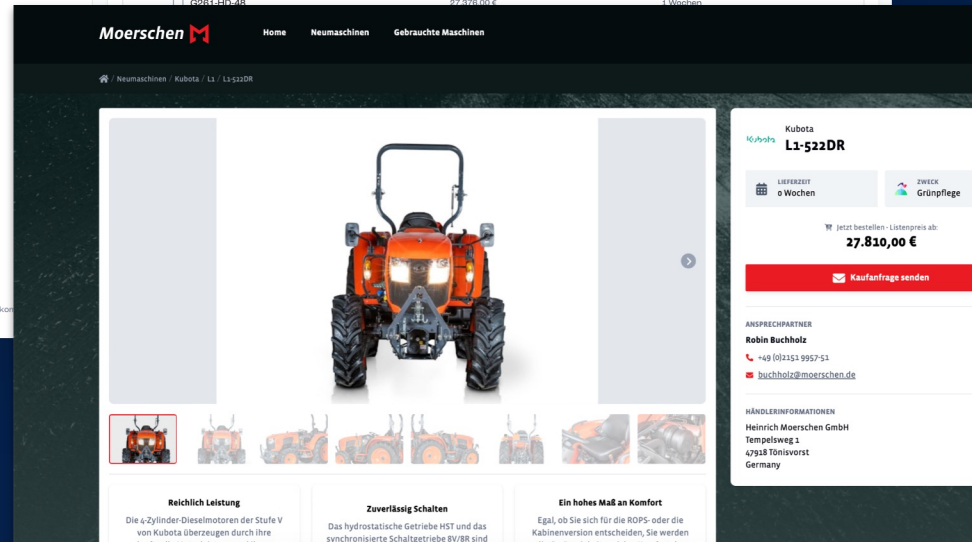 G261-HD-48 27.376,00 € 1 Wochen
Moerschen
Home Neumaschinen Gebrauchte Maschinen
/ Neumaschinen / Kubota / L1 / L1-522DR
Kubota
Kubota
L1-522DR
LIEFERZEIT
0 Wochen
ZWECK
Grünpflege
Jetzt bestellen - Listenpreis ab:
27.810,00 €
Kaufanfrage senden
ANSPRECHPARTNER
Robin Buchholz
+49 (0)2151 9957-51
buchholz@moerschen.de
HÄNDLERINFORMATIONEN
Heinrich Moerschen GmbH
Tempelsweg 1
47918 Tönisvorst
Germany
Reichlich Leistung
Die 4-Zylinder-Dieselmotoren der Stufe V
von Kubota überzeugen durch ihre
Zuverlässig Schalten
Das hydrostatische Getriebe HST und das
synchronisierte Schaltgetriebe 8V/8R sind
Ein hohes Maß an Komfort
Egal, ob Sie sich für die ROPS- oder die
Kabinenversion entscheiden, Sie werden